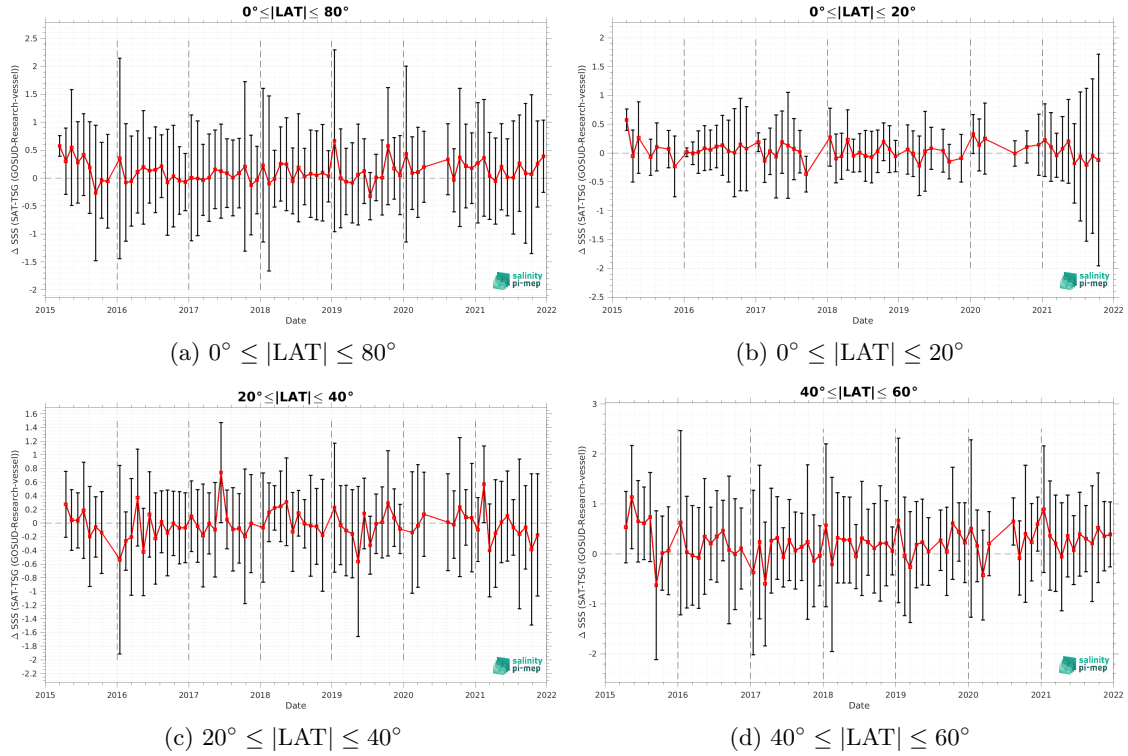 0°≤|LAT|≤ 80°
Δ SSS (SAT-TSG (GOSUD-Research-vessel))
2.5
2
1.5
1
0.5
0
-0.5
-1
-1.5
-2
2015 2016 2017 2018 2019 2020 2021 2022
Date
salinity
pi-mep
(a) 0° ≤ |LAT| ≤ 80°
0°≤|LAT|≤ 20°
Δ SSS (SAT-TSG (GOSUD-Research-vessel))
2
1.5
1
0.5
0
-0.5
-1
-1.5
-2
-2.5
2015 2016 2017 2018 2019 2020 2021 2022
Date
salinity
pi-mep
(b) 0° ≤ |LAT| ≤ 20°
20°≤|LAT|≤ 40°
Δ SSS (SAT-TSG (GOSUD-Research-vessel))
1.6
1.4
1.2
1
0.8
0.6
0.4
0.2
0
-0.2
-0.4
-0.6
-0.8
-1
-1.2
-1.4
-1.6
-1.8
-2
-2.2
2015 2016 2017 2018 2019 2020 2021 2022
Date
salinity
pi-mep
(c) 20° ≤ |LAT| ≤ 40°
40°≤|LAT|≤ 60°
Δ SSS (SAT-TSG (GOSUD-Research-vessel))
3
2
1
0
-1
-2
2015 2016 2017 2018 2019 2020 2021 2022
Date
salinity
pi-mep
(d) 40° ≤ |LAT| ≤ 60°